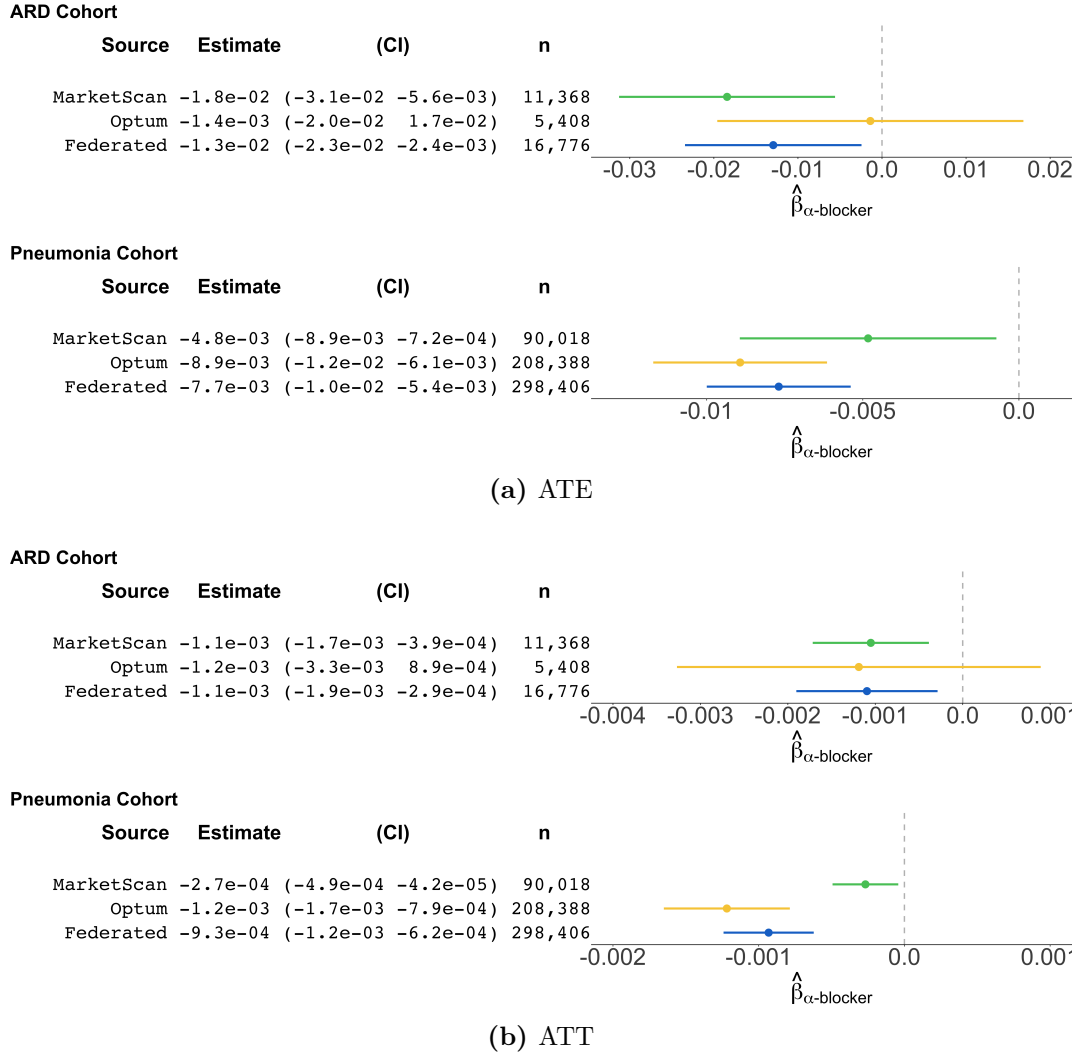 ARD Cohort
Source Estimate (CI) n
MarketScan -1.8e-02 (-3.1e-02 -5.6e-03) 11,368
Optum -1.4e-03 (-2.0e-02 1.7e-02) 5,408
Federated -1.3e-02 (-2.3e-02 -2.4e-03) 16,776
-0.03 -0.02 -0.01 0.0 0.01 0.02
β̂α-blocker
Pneumonia Cohort
Source Estimate (CI) n
MarketScan -4.8e-03 (-8.9e-03 -7.2e-04) 90,018
Optum -8.9e-03 (-1.2e-02 -6.1e-03) 208,388
Federated -7.7e-03 (-1.0e-02 -5.4e-03) 298,406
-0.01 -0.005 0.0
β̂α-blocker
(a) ATE
ARD Cohort
Source Estimate (CI) n
MarketScan -1.1e-03 (-1.7e-03 -3.9e-04) 11,368
Optum -1.2e-03 (-3.3e-03 8.9e-04) 5,408
Federated -1.1e-03 (-1.9e-03 -2.9e-04) 16,776
-0.004 -0.003 -0.002 -0.001 0.0 0.001
β̂α-blocker
Pneumonia Cohort
Source Estimate (CI) n
MarketScan -2.7e-04 (-4.9e-04 -4.2e-05) 90,018
Optum -1.2e-03 (-1.7e-03 -7.9e-04) 208,388
Federated -9.3e-04 (-1.2e-03 -6.2e-04) 298,406
-0.002 -0.001 0.0 0.001
β̂α-blocker
(b) ATT